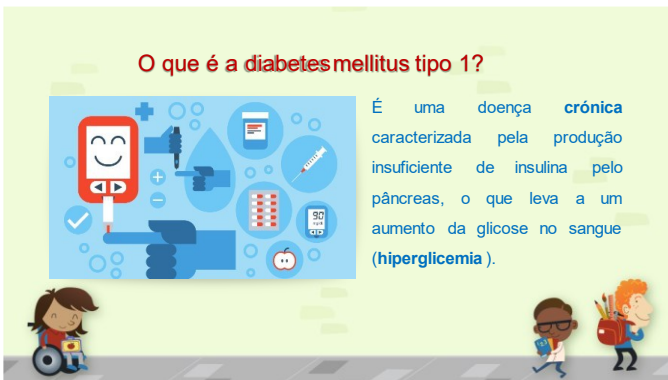 O que é a diabetes mellitus tipo 1?
É uma doença crónica
caracterizada pela produção
insuficiente de insulina pelo
pâncreas, o que leva a um
aumento da glicose no sangue
(hiperglicemia ).
90